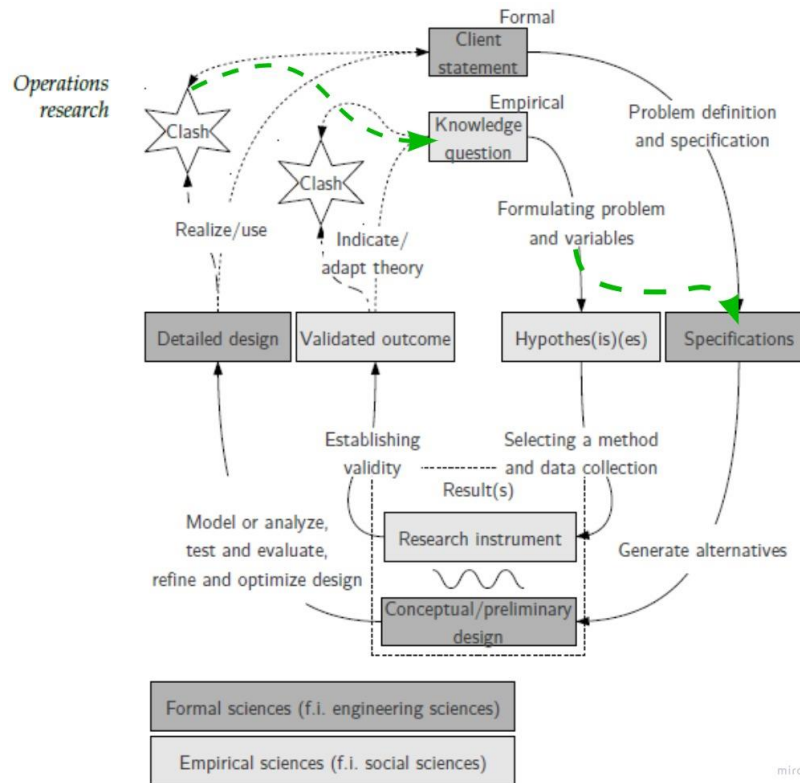 Formal
Client
statement
Operations
research
Clash
Empirical
Knowledge
question
Problem definition
and specification
Clash
Realize/use
Indicate/
adapt theory
Formulating problem
and variables
Detailed design
Validated outcome
Hypothes(is)(es)
Specifications
Establishing
validity
Selecting a method
and data collection
Result(s)
Model or analyze,
test and evaluate,
refine and optimize design
Research instrument
Generate alternatives
Conceptual/preliminary
design
Formal sciences (f.i. engineering sciences)
Empirical sciences (f.i. social sciences)